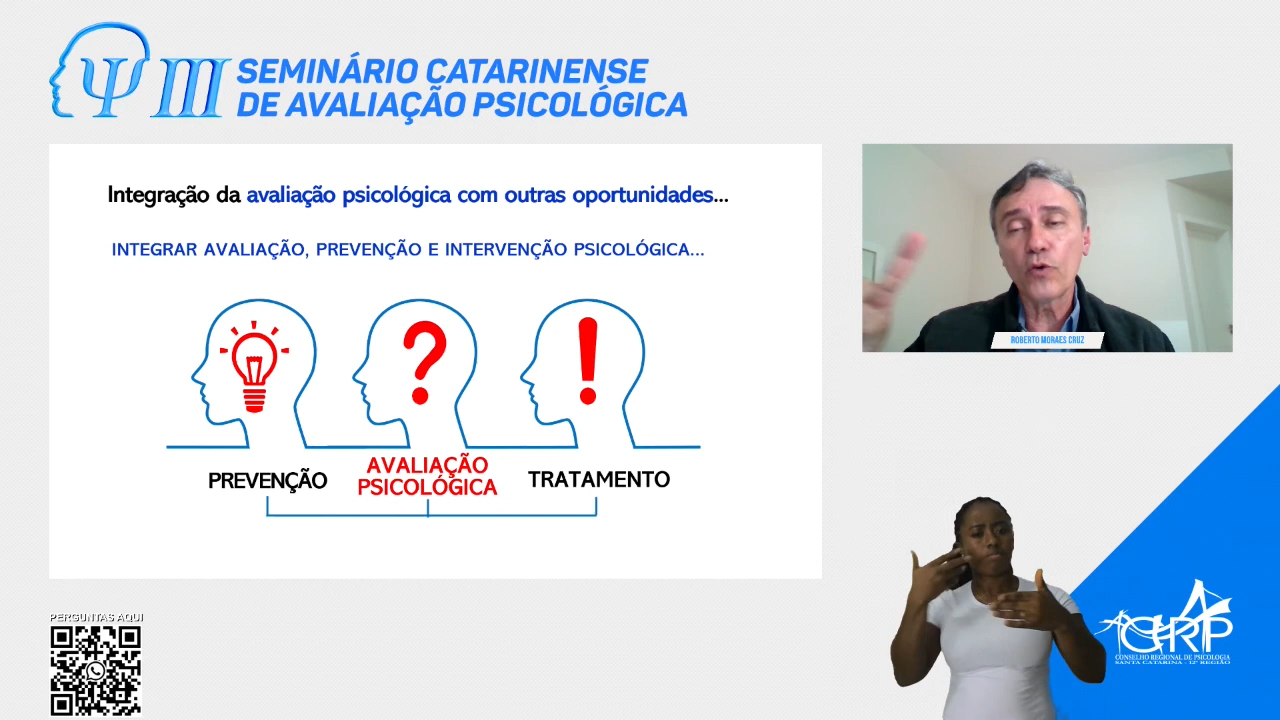 Ψ III SEMINÁRIO CATARINENSE
DE AVALIAÇÃO PSICOLÓGICA
Integração da avaliação psicológica com outras oportunidades...
INTEGRAR AVALIAÇÃO, PREVENÇÃO E INTERVENÇÃO PSICOLÓGICA...
?
!
PREVENÇÃO
AVALIAÇÃO
PSICOLÓGICA
TRATAMENTO
ROBERTO MORAES CRUZ
PERGUNTAS AQUI
CRP
CONSELHO REGIONAL DE PSICOLOGIA
SANTA CATARINA - 12ª REGIÃO